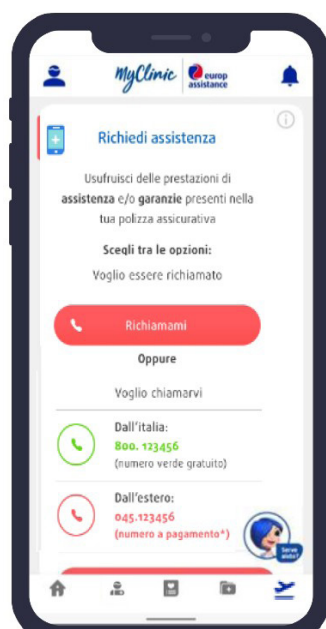 MyClinic europ
assistance
Richiedi assistenza
Usufruisci delle prestazioni di
assistenza e/o garanzie presenti nella
tua polizza assicurativa
Scegli tra le opzioni:
Voglio essere richiamato
Richiamami
Oppure
Voglio chiamarvi
Dall'italia:
800. 123456
(numero verde gratuito)
Dall'estero:
045.123456
(numero a pagamento*)
Serve
aiuto?